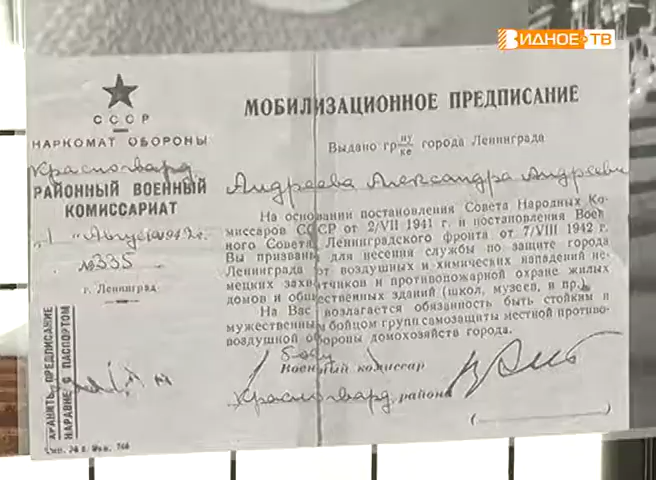 ВИДНОЕ ТВ
СССР
НАРКОМАТ ОБОРОНЫ
Красногвард.
РАЙОННЫЙ ВОЕННЫЙ
КОМИССАРИАТ
"1" Августа 1942 г.
№ 335
г. Ленинград
ХРАНИТЬ ПРЕДПИСАНИЕ
НАРАВНЕ С ПАСПОРТОМ
МОБИЛИЗАЦИОННОЕ ПРЕДПИСАНИЕ
Выдано гр ну/ке города Ленинграда
Андреева Александра Андреевич
На основании постановления Совета Народных Ко-
миссаров СССР от 2/VII 1941 г. и постановления Воен-
ного Совета Ленинградского фронта от 7/VIII 1942 г.
Вы призваны для несения службы по защите города
Ленинграда от воздушных и химических нападений не-
мецких захватчиков и противопожарной охране жилых
домов и общественных зданий (школ, музеев, и пр.).
На Вас возлагается обязанность быть стойким и
мужественным бойцом групп самозащиты местной противо-
воздушной обороны домохозяйств города.
Военный комиссар
Красногвард. района